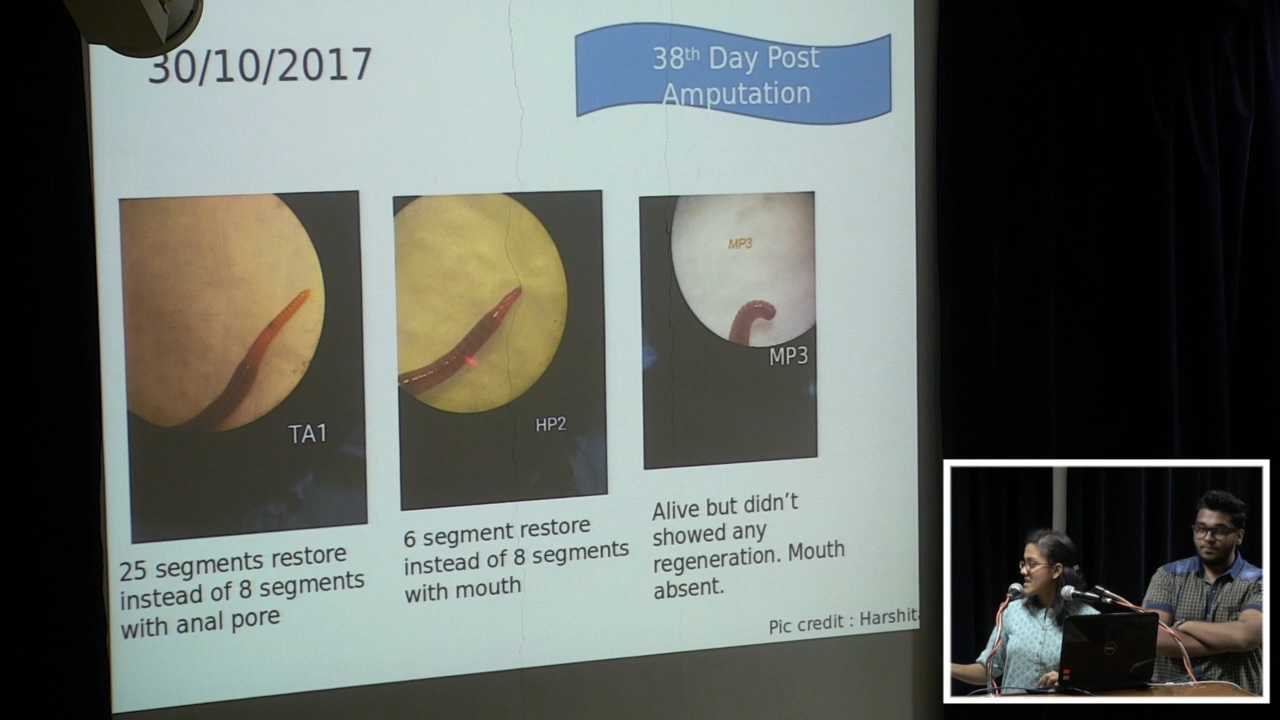 30/10/2017
38th Day Post
Amputation
MP3
TA1
HP2
MP3
25 segments restore
instead of 8 segments
with anal pore
6 segment restore
instead of 8 segments
with mouth
Alive but didn't
showed any
regeneration. Mouth
absent.
Pic credit : Harshit
DELL